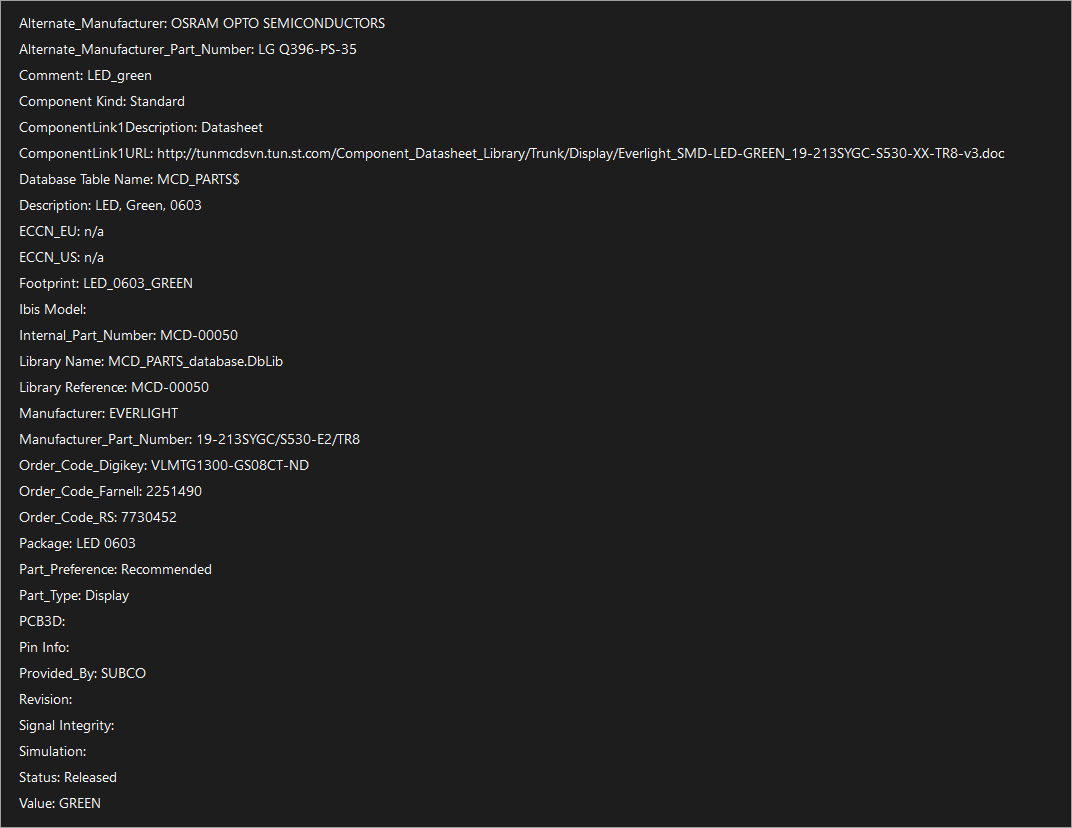 Alternate_Manufacturer: OSRAM OPTO SEMICONDUCTORS
Alternate_Manufacturer_Part_Number: LG Q396-PS-35
Comment: LED_green
Component Kind: Standard
ComponentLink1Description: Datasheet
ComponentLink1URL: http://tunmcdsvn.tun.st.com/Component_Datasheet_Library/Trunk/Display/Everlight_SMD-LED-GREEN_19-213SYGC-S530-XX-TR8-v3.doc
Database Table Name: MCD_PARTS$
Description: LED, Green, 0603
ECCN_EU: n/a
ECCN_US: n/a
Footprint: LED_0603_GREEN
Ibis Model:
Internal_Part_Number: MCD-00050
Library Name: MCD_PARTS_database.DbLib
Library Reference: MCD-00050
Manufacturer: EVERLIGHT
Manufacturer_Part_Number: 19-213SYGC/S530-E2/TR8
Order_Code_Digikey: VLMTG1300-GS08CT-ND
Order_Code_Farnell: 2251490
Order_Code_RS: 7730452
Package: LED 0603
Part_Preference: Recommended
Part_Type: Display
PCB3D:
Pin Info:
Provided_By: SUBCO
Revision:
Signal Integrity:
Simulation:
Status: Released
Value: GREEN